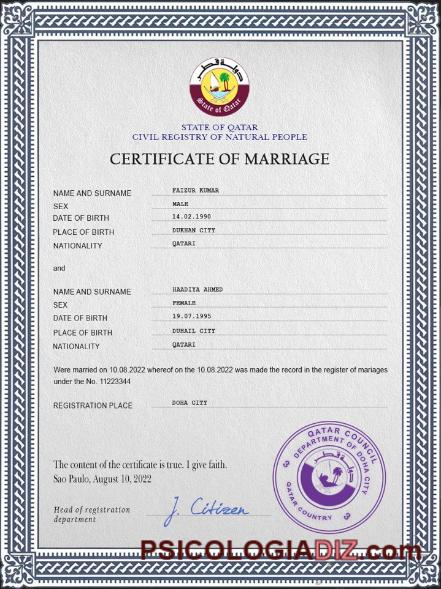 دولة قطر
State of Qatar
STATE OF QATAR
CIVIL REGISTRY OF NATURAL PEOPLE
CERTIFICATE OF MARRIAGE
NAME AND SURNAME FAIZUR KUMAR
SEX MALE
DATE OF BIRTH 14.02.1990
PLACE OF BIRTH DUKHAN CITY
NATIONALITY QATARI
and
NAME AND SURNAME HAADIYA AHMED
SEX FEMALE
DATE OF BIRTH 19.07.1995
PLACE OF BIRTH DUHAIL CITY
NATIONALITY QATARI
Were married on 10.08.2022 whereof on the 10.08.2022 was made the record in the register of mariages
under the No. 11223344
REGISTRATION PLACE DOHA CITY
QATAR COUNCIL
DEPARTMENT OF DOHA CITY
QATAR COUNTRY
The content of the certificate is true. I give faith.
Sao Paulo, August 10, 2022
Head of registration
department
J. Citizen
PSICOLOGIADIZ.com